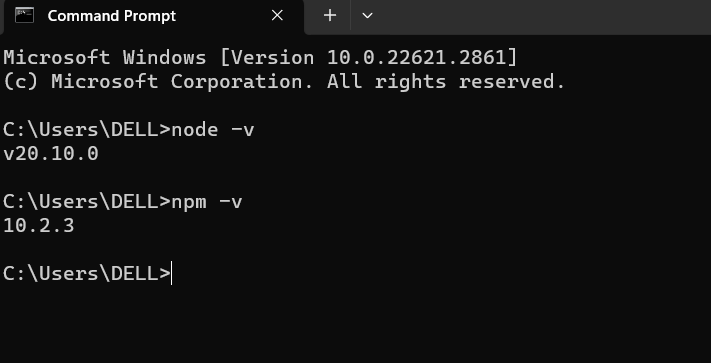 Command Prompt
Microsoft Windows [Version 10.0.22621.2861]
(c) Microsoft Corporation. All rights reserved.
C:\Users\DELL>node -v
v20.10.0
C:\Users\DELL>npm -v
10.2.3
C:\Users\DELL>